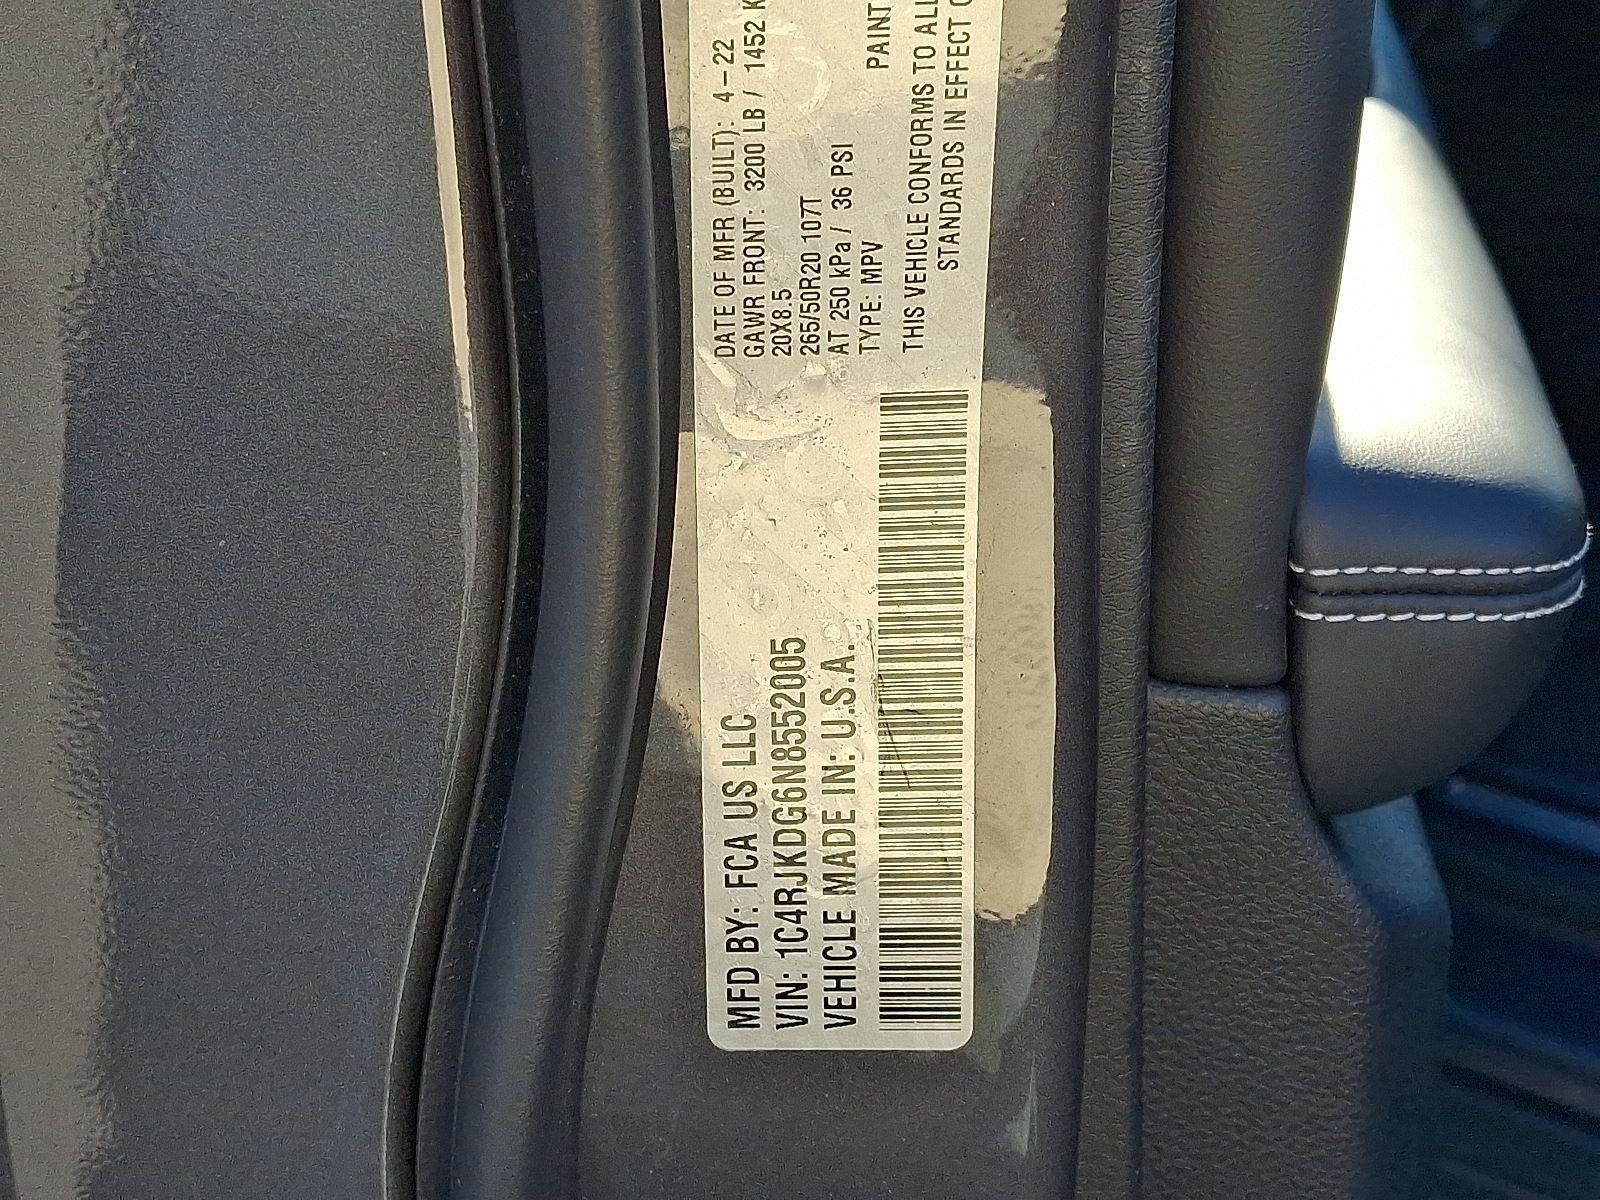 MFD BY: FCA US LLC
VIN: 1C4RJKDG6N8552005
VEHICLE MADE IN: U.S.A.
DATE OF MFR (BUILT): 4-22
GAWR FRONT: 3200 LB / 1452 K
20X8.5
265/50R20 107T
AT 250 kPa / 36 PSI
TYPE: MPV
PAINT
THIS VEHICLE CONFORMS TO ALL
STANDARDS IN EFFECT O